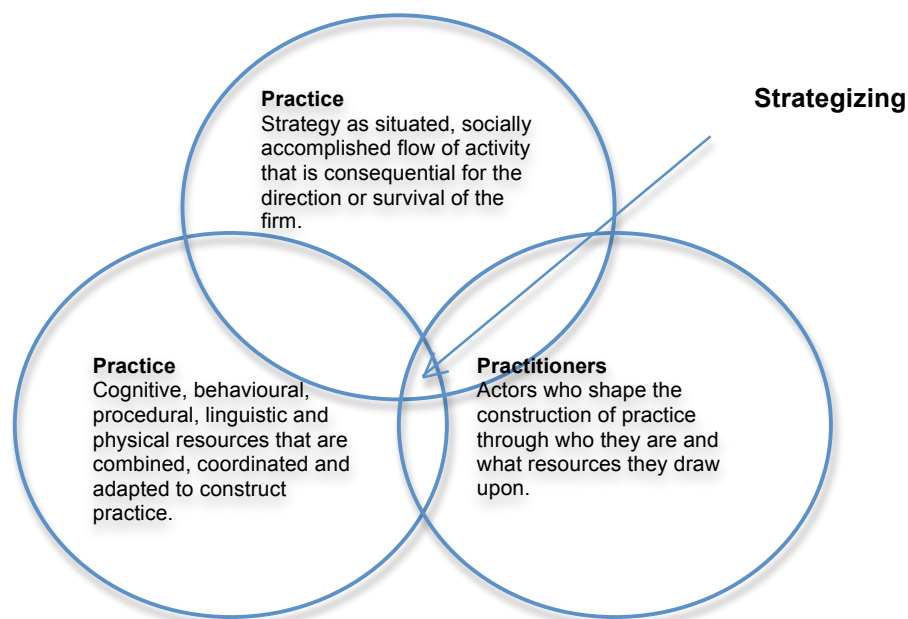 Strategizing
Practice
Strategy as situated, socially
accomplished flow of activity
that is consequential for the
direction or survival of the
firm.
Practice
Cognitive, behavioural,
procedural, linguistic and
physical resources that are
combined, coordinated and
adapted to construct
practice.
Practitioners
Actors who shape the
construction of practice
through who they are and
what resources they draw
upon.